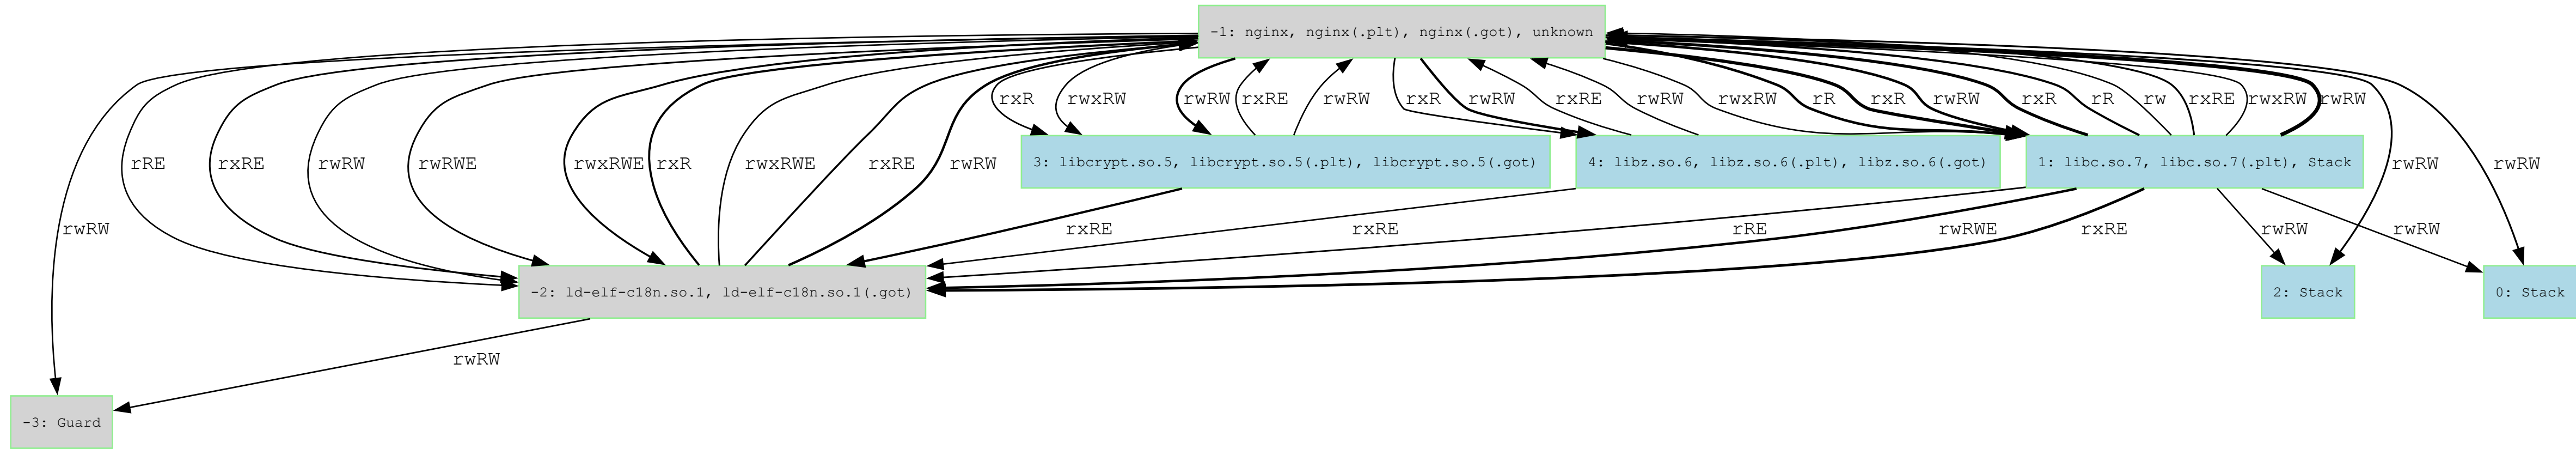 -1: nginx, nginx(.plt), nginx(.got), unknown
rxR
rwxRW
rwRW
rxRE
rwRW
rxR
rwRW
rxRE
rwRW
rwxRW
rR
rxR
rwRW
rxR
rR
rw
rxRE
rwxRW
rwRW
rRE
rxRE
rwRW
rwRWE
rwxRWE
rxR
rwxRWE
rxRE
rwRW
3: libcrypt.so.5, libcrypt.so.5(.plt), libcrypt.so.5(.got)
4: libz.so.6, libz.so.6(.plt), libz.so.6(.got)
1: libc.so.7, libc.so.7(.plt), Stack
rwRW
rwRW
rwRW
rxRE
rxRE
rRE
rwRWE
rxRE
rwRW
rwRW
-2: ld-elf-c18n.so.1, ld-elf-c18n.so.1(.got)
2: Stack
0: Stack
rwRW
-3: Guard